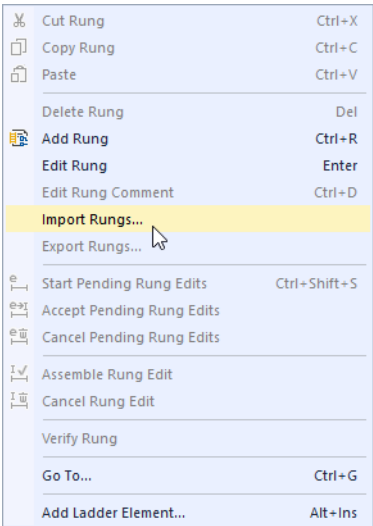 Cut Rung Ctrl+X
Copy Rung Ctrl+C
Paste Ctrl+V
Delete Rung Del
Add Rung Ctrl+R
Edit Rung Enter
Edit Rung Comment Ctrl+D
Import Rungs...
Export Rungs...
Start Pending Rung Edits Ctrl+Shift+S
Accept Pending Rung Edits
Cancel Pending Rung Edits
Assemble Rung Edit
Cancel Rung Edit
Verify Rung
Go To... Ctrl+G
Add Ladder Element... Alt+Ins